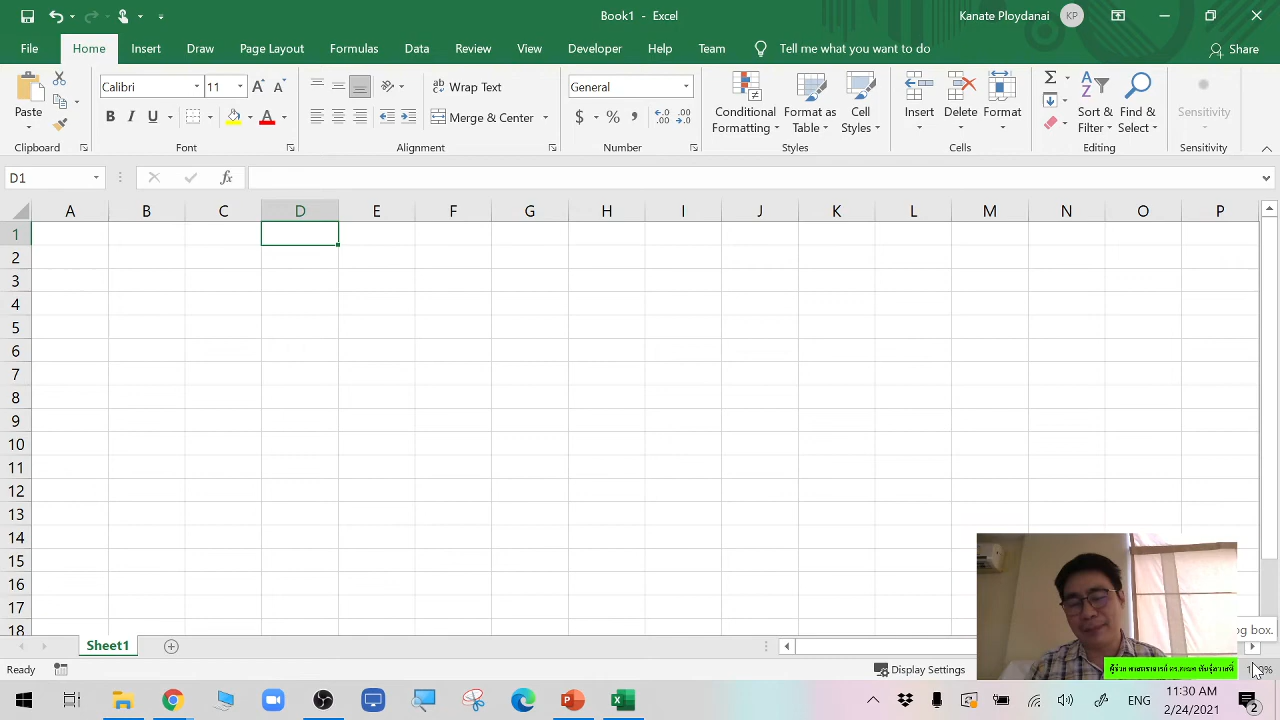 Book1 - Excel
Kanate Ploydanai
KP
File
Home
Insert
Draw
Page Layout
Formulas
Data
Review
View
Developer
Help
Team
Tell me what you want to do
Share
Paste
Calibri
11
Wrap Text
General
Conditional
Formatting
Format as
Table
Cell
Styles
Insert
Delete
Format
Sort &
Filter
Find &
Select
Sensitivity
Merge & Center
Clipboard
Font
Alignment
Number
Styles
Cells
Editing
Sensitivity
D1
fx
A B C D E F G H I J K L M N O P
1
2
3
4
5
6
7
8
9
10
11
12
13
14
15
16
17
18
og box.
Sheet1
Ready
Display Settings
ENG
11:30 AM
2/24/2021
2